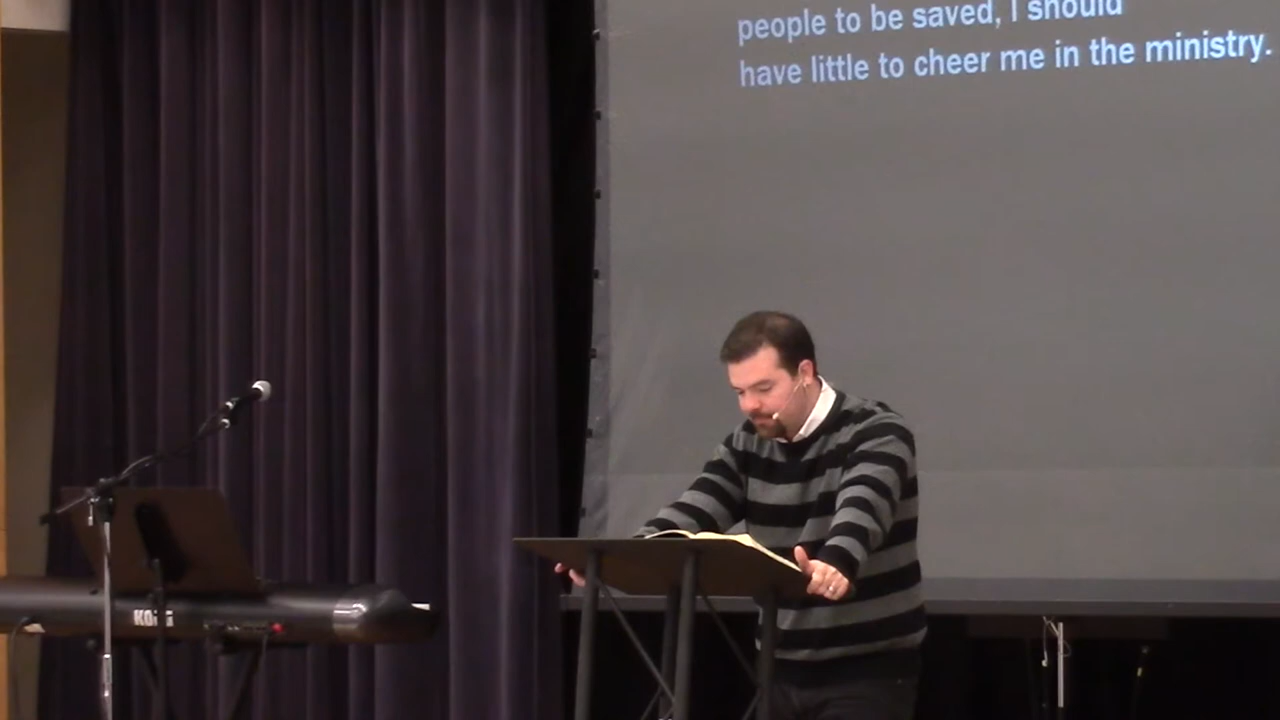 people to be saved, I should
have little to cheer me in the ministry.
KORG